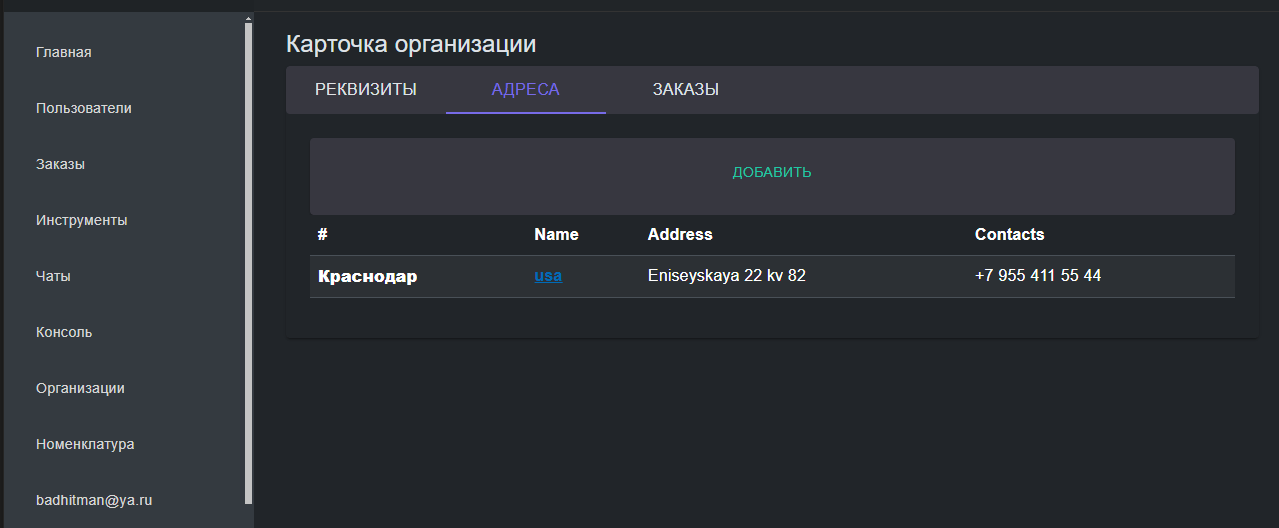 Главная
Пользователи
Заказы
Инструменты
Чаты
Консоль
Организации
Номенклатура
badhitman@ya.ru
Карточка организации
РЕКВИЗИТЫ АДРЕСА ЗАКАЗЫ
ДОБАВИТЬ
# Name Address Contacts
Краснодар usa Eniseyskaya 22 kv 82 +7 955 411 55 44